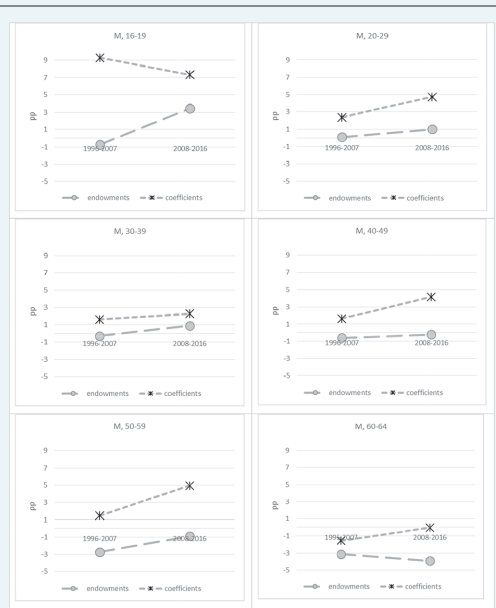 M, 16-19
9
7
5
3
1
-1
-3
-5
pp
1996-2007
2008-2016
endowments
coefficients
M, 20-29
9
7
5
3
1
-1
-3
-5
pp
1996-2007
2008-2016
endowments
coefficients
M, 30-39
9
7
5
3
1
-1
-3
-5
pp
1996-2007
2008-2016
endowments
coefficients
M, 40-49
9
7
5
3
1
-1
-3
-5
pp
1996-2007
2008-2016
endowments
coefficients
M, 50-59
9
7
5
3
1
-1
-3
-5
pp
1996-2007
2008-2016
endowments
coefficients
M, 60-64
9
7
5
3
1
-1
-3
-5
pp
1996-2007
2008-2016
endowments
coefficients